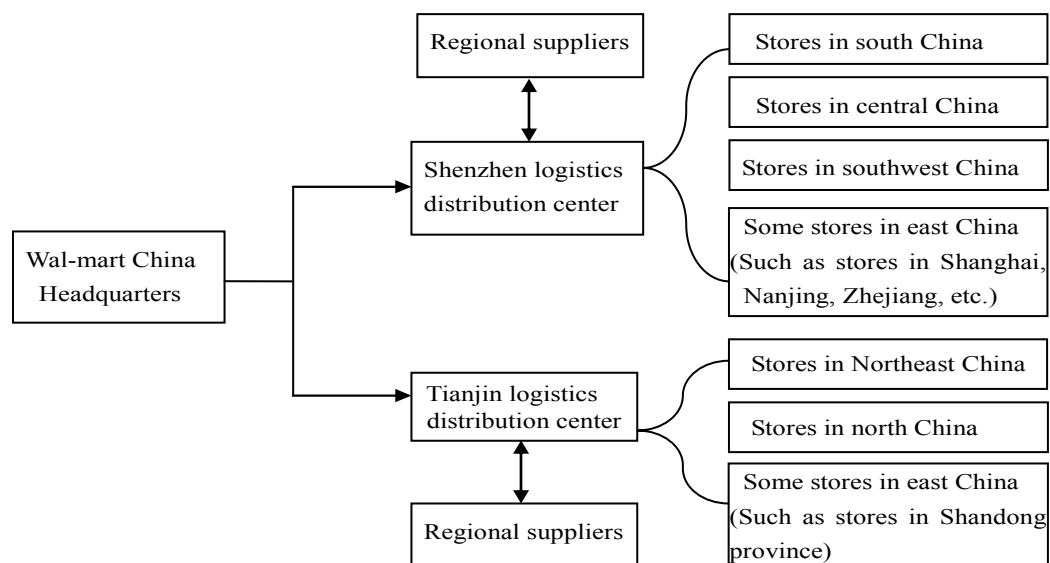 Regional suppliers
Stores in south China
Stores in central China
Shenzhen logistics
distribution center
Stores in southwest China
Some stores in east China
(Such as stores in Shanghai,
Nanjing, Zhejiang, etc.)
Wal-mart China
Headquarters
Stores in Northeast China
Tianjin logistics
distribution center
Stores in north China
Some stores in east China
(Such as stores in Shandong
province)
Regional suppliers